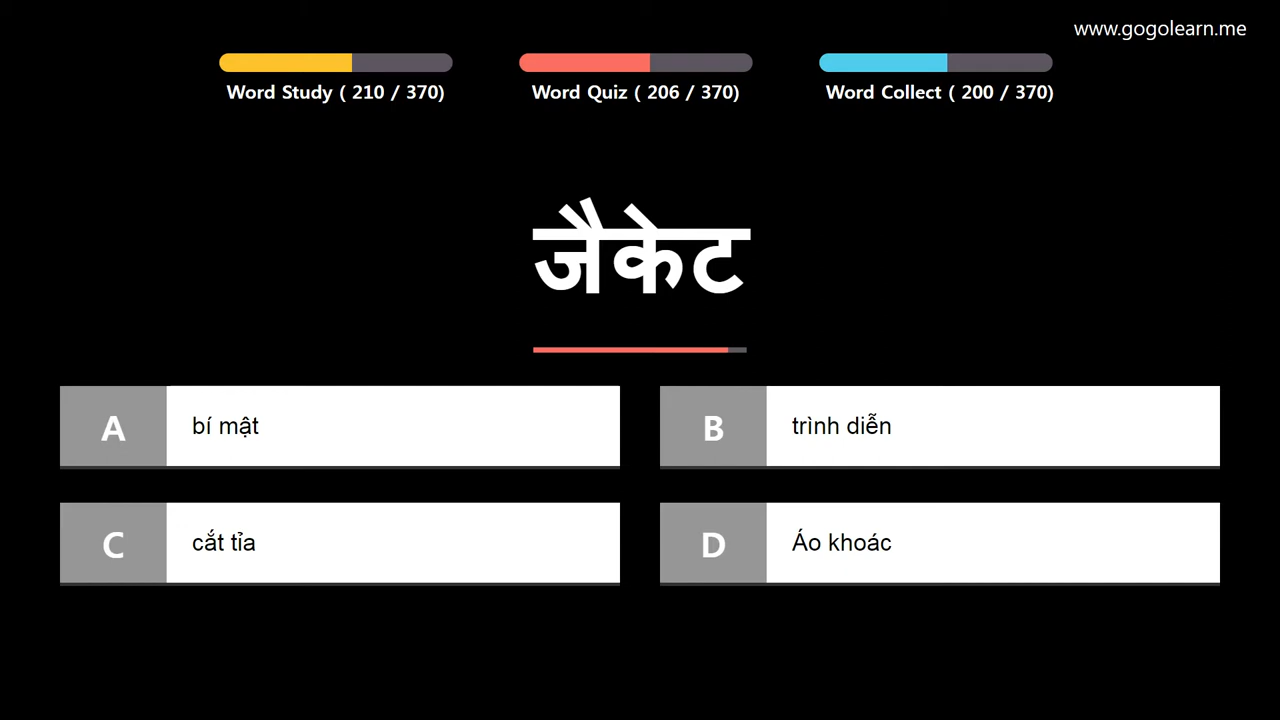 www.gogolearn.me
Word Study ( 210 / 370)
Word Quiz ( 206 / 370)
Word Collect ( 200 / 370)
जैकेट
A bí mật
B trình diễn
C cắt tỉa
D Áo khoác